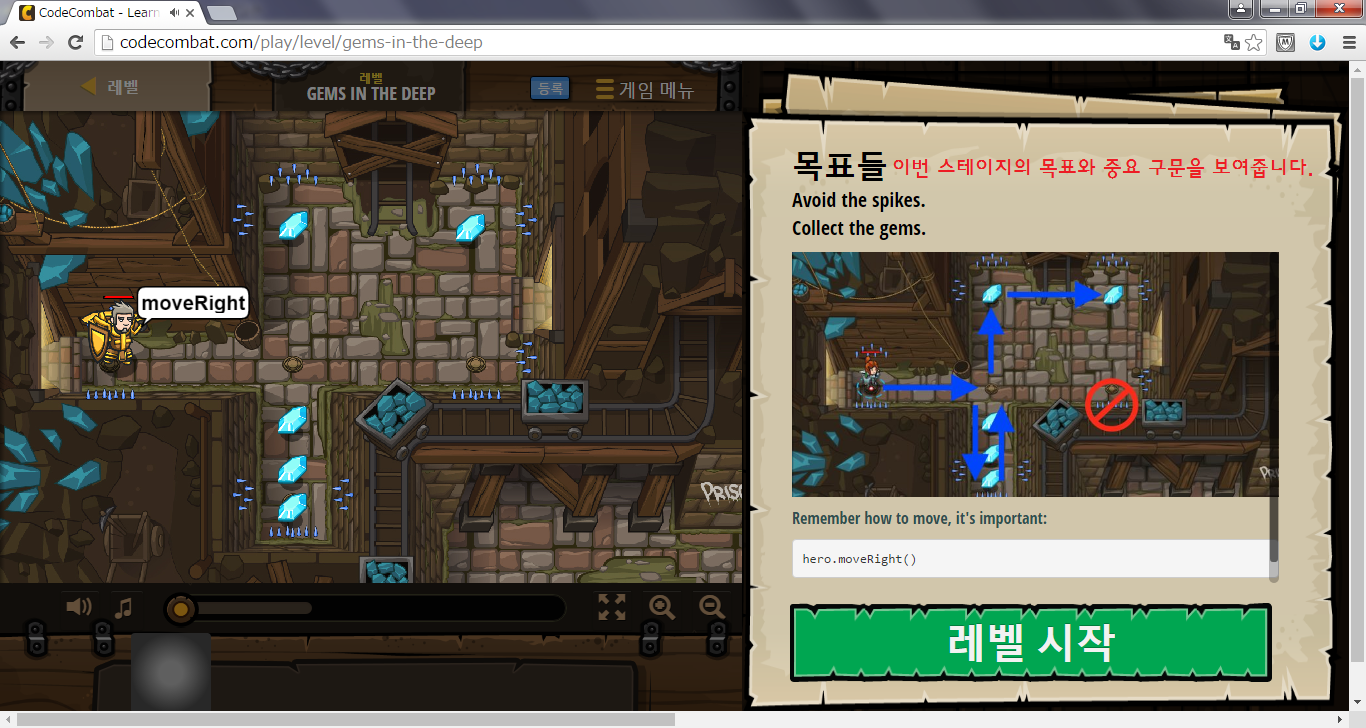 CodeCombat - Learn
codecombat.com/play/level/gems-in-the-deep
레벨
레벨
GEMS IN THE DEEP
등록
게임 메뉴
moveRight
목표들 이번 스테이지의 목표와 중요 구문을 보여줍니다.
Avoid the spikes.
Collect the gems.
Remember how to move, it's important:
hero.moveRight()
레벨 시작